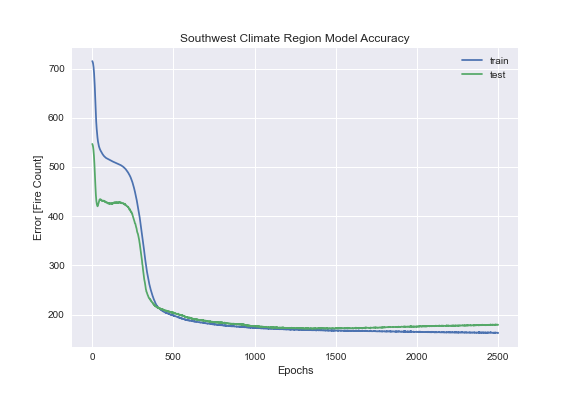 Southwest Climate Region Model Accuracy
train
test
700
600
500
400
300
200
Error [Fire Count]
0 500 1000 1500 2000 2500
Epochs